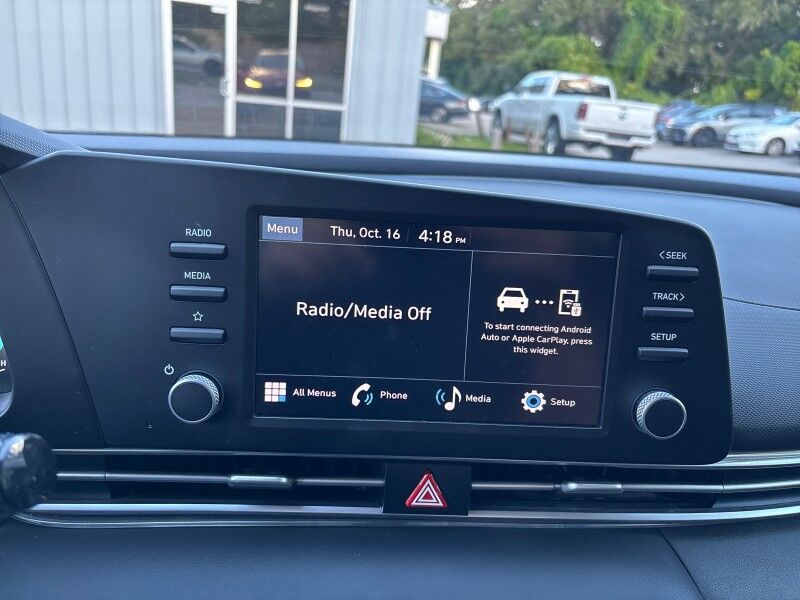 RADIO
MEDIA
Menu
Thu, Oct. 16
4:18 PM
Radio/Media Off
To start connecting Android
Auto or Apple CarPlay, press
this widget.
All Menus
Phone
Media
Setup
<SEEK
TRACK>
SETUP
H